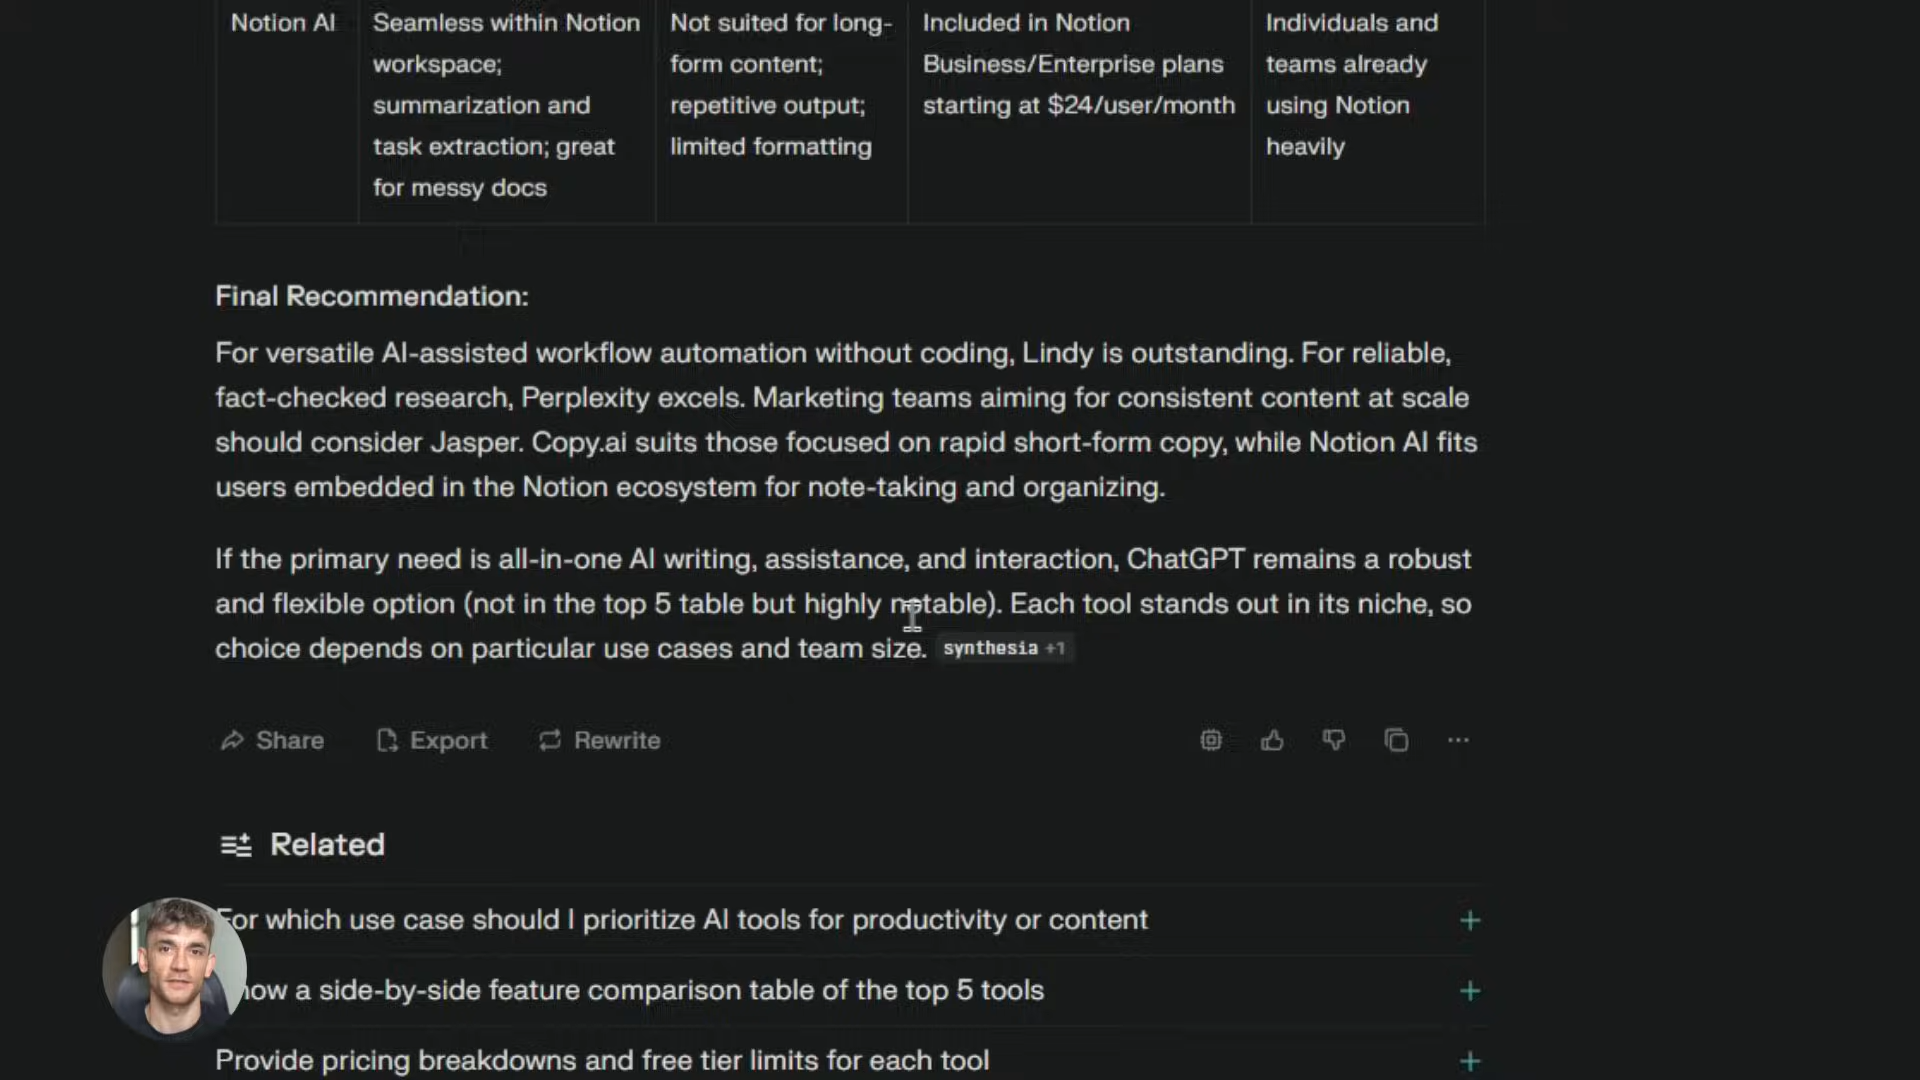 Notion AI
Seamless within Notion
workspace;
summarization and
task extraction; great
for messy docs
Not suited for long-
form content;
repetitive output;
limited formatting
Included in Notion
Business/Enterprise plans
starting at $24/user/month
Individuals and
teams already
using Notion
heavily
Final Recommendation:
For versatile AI-assisted workflow automation without coding, Lindy is outstanding. For reliable,
fact-checked research, Perplexity excels. Marketing teams aiming for consistent content at scale
should consider Jasper. Copy.ai suits those focused on rapid short-form copy, while Notion AI fits
users embedded in the Notion ecosystem for note-taking and organizing.
If the primary need is all-in-one AI writing, assistance, and interaction, ChatGPT remains a robust
and flexible option (not in the top 5 table but highly notable). Each tool stands out in its niche, so
choice depends on particular use cases and team size. synthesia +1
Share
Export
Rewrite
Related
For which use case should I prioritize AI tools for productivity or content
how a side-by-side feature comparison table of the top 5 tools
Provide pricing breakdowns and free tier limits for each tool